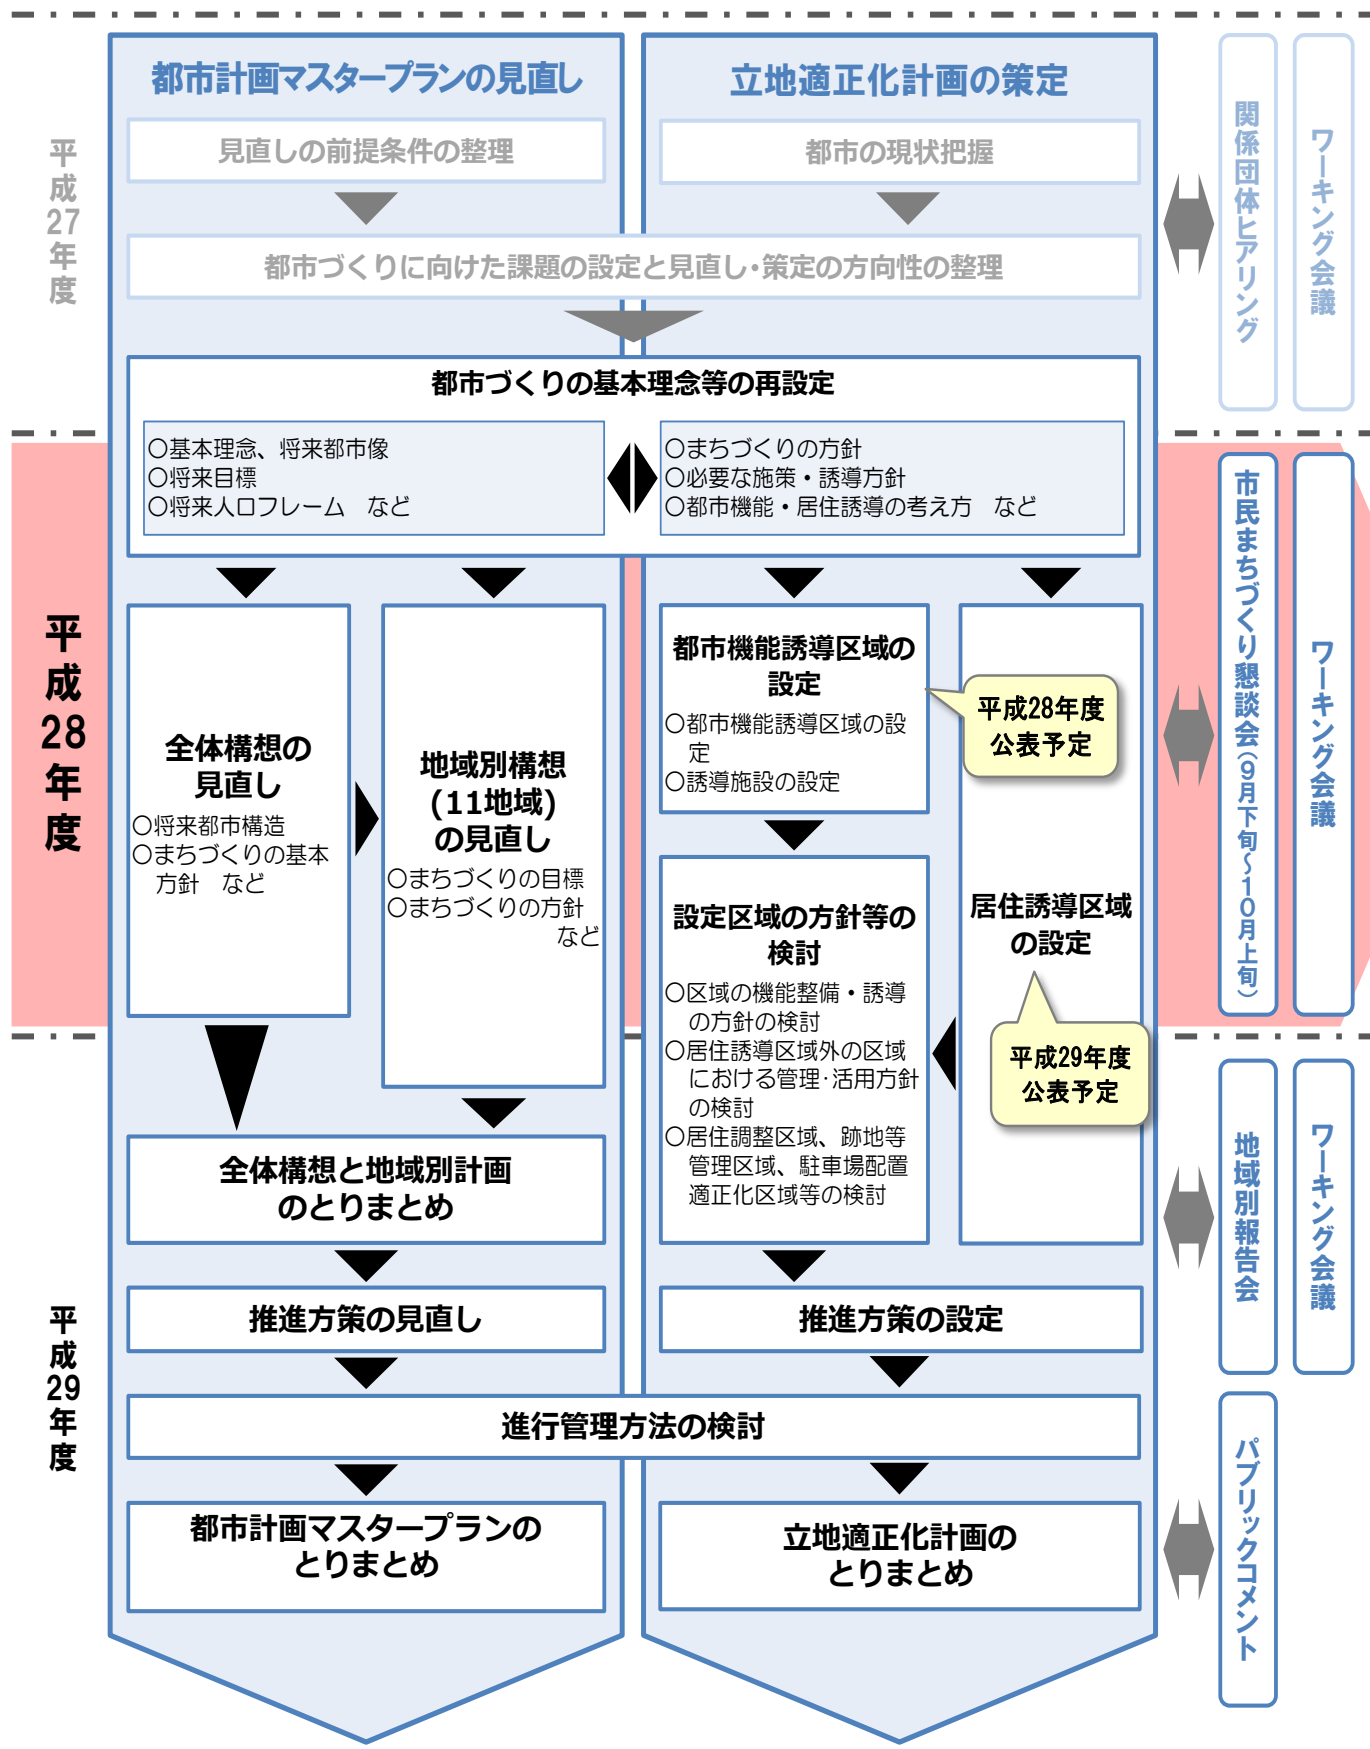 都市計画マスタープランの見直し
立地適正化計画の策定
平成27年度
見直しの前提条件の整理
都市の現状把握
都市づくりに向けた課題の設定と見直し・策定の方向性の整理
関係団体ヒアリング
ワーキング会議
都市づくりの基本理念等の再設定
〇基本理念、将来都市像
〇将来目標
〇将来人口フレーム　など
〇まちづくりの方針
〇必要な施策・誘導方針
〇都市機能・居住誘導の考え方　など
平成28年度
全体構想の
見直し
〇将来都市構造
〇まちづくりの基本
方針　など
地域別構想
(11地域)
の見直し
〇まちづくりの目標
〇まちづくりの方針
など
都市機能誘導区域の
設定
〇都市機能誘導区域の設
定
〇誘導施設の設定
平成28年度
公表予定
設定区域の方針等の
検討
〇区域の機能整備・誘導
の方針の検討
〇居住誘導区域外の区域
における管理・活用方針
の検討
〇居住調整区域、跡地等
管理区域、駐車場配置
適正化区域等の検討
居住誘導区域
の設定
平成29年度
公表予定
市民まちづくり懇談会（9月下旬～10月上旬）
ワーキング会議
平成29年度
全体構想と地域別計画
のとりまとめ
推進方策の見直し
推進方策の設定
進行管理方法の検討
都市計画マスタープランの
とりまとめ
立地適正化計画の
とりまとめ
地域別報告会
ワーキング会議
パブリックコメント